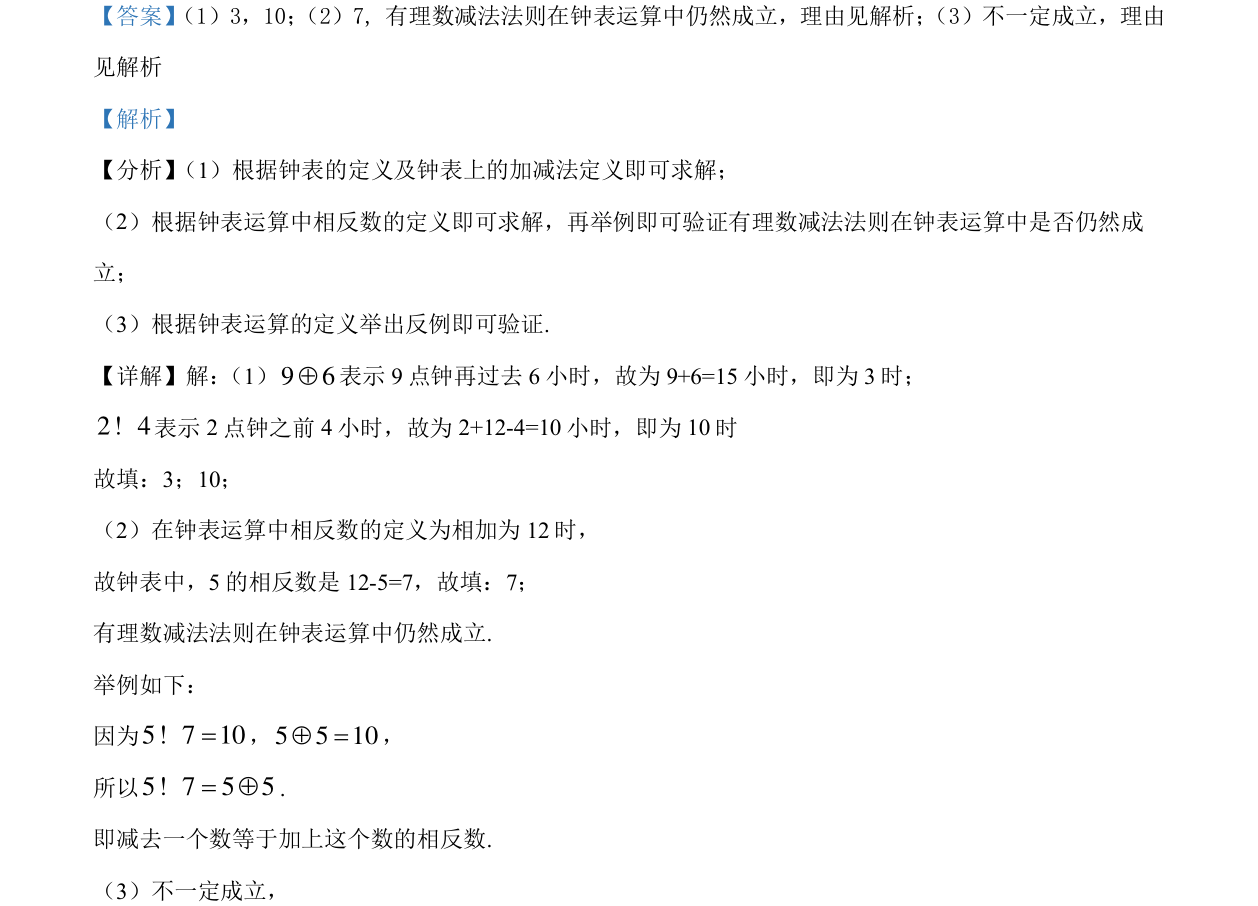 【答案】（1）3，10；（2）7，有理数减法法则在钟表运算中仍然成立，理由见解析；（3）不一定成立，理由
见解析
【解析】
【分析】（1）根据钟表的定义及钟表上的加减法定义即可求解；
（2）根据钟表运算中相反数的定义即可求解，再举例即可验证有理数减法法则在钟表运算中是否仍然成
立；
（3）根据钟表运算的定义举出反例即可验证.
【详解】解：（1）9⊕6表示 9 点钟再过去 6 小时，故为 9+6=15 小时，即为 3 时；
2！4表示 2 点钟之前 4 小时，故为 2+12-4=10 小时，即为 10 时
故填：3；10；
（2）在钟表运算中相反数的定义为相加为 12 时，
故钟表中，5 的相反数是 12-5=7，故填：7；
有理数减法法则在钟表运算中仍然成立.
举例如下：
因为5！7=10，5⊕5=10，
所以5！7=5⊕5.
即减去一个数等于加上这个数的相反数.
（3）不一定成立，